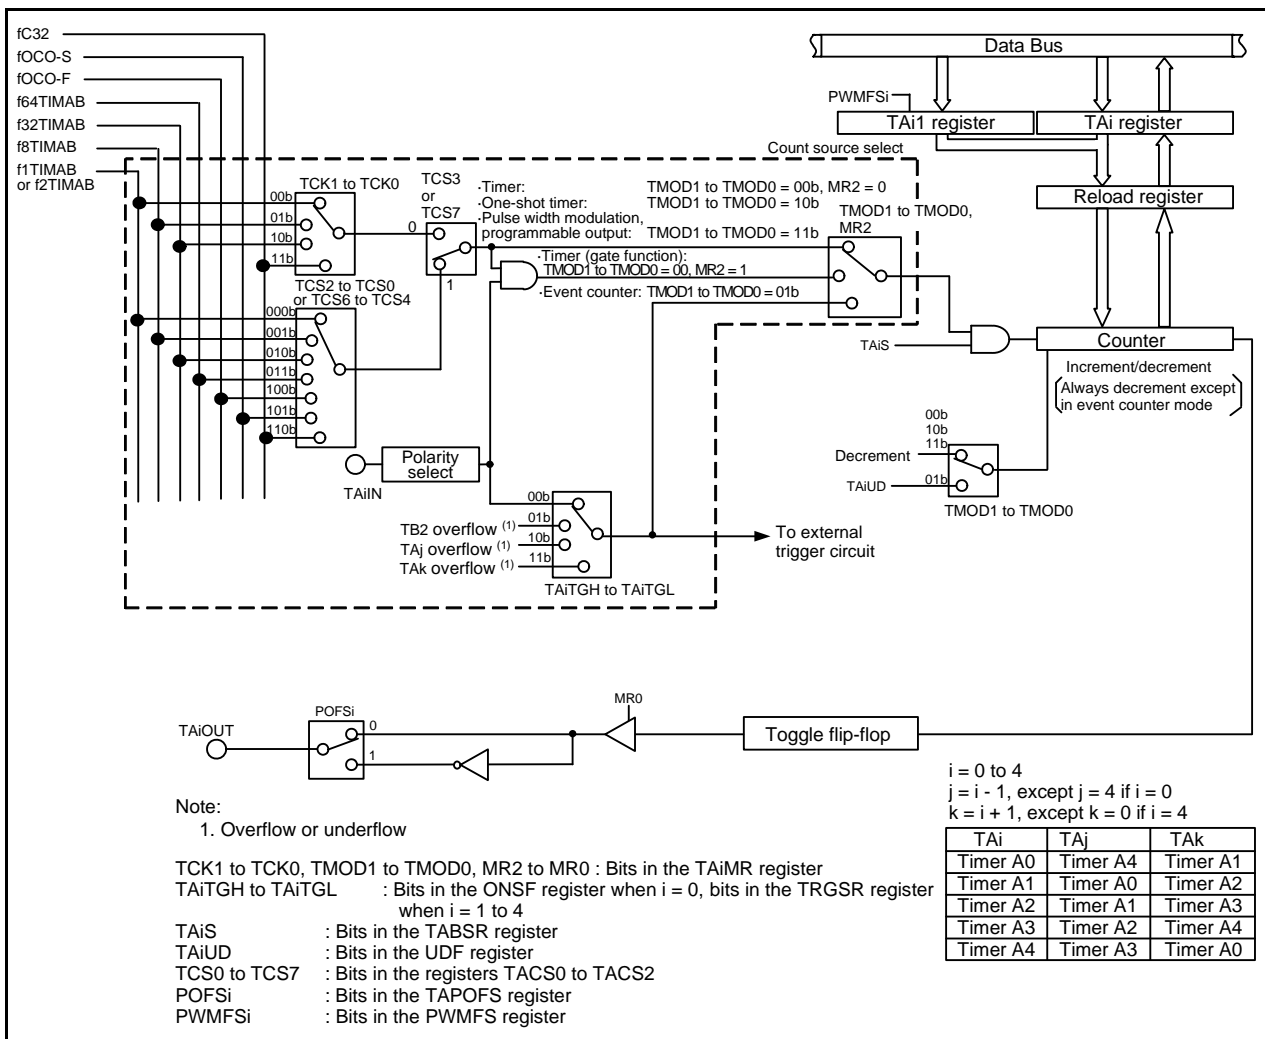 fC32
fOCO-S
fOCO-F
f64TIMAB
f32TIMAB
f8TIMAB
f1TIMAB
or f2TIMAB
Data Bus
PWMFSi
TAi1 register
TAi register
Reload register
Count source select
TCK1 to TCK0
00b
01b
10b
11b
TCS3
or
TCS7
0
1
·Timer: TMOD1 to TMOD0 = 00b, MR2 = 0
·One-shot timer: TMOD1 to TMOD0 = 10b
·Pulse width modulation,
programmable output: TMOD1 to TMOD0 = 11b
·Timer (gate function):
TMOD1 to TMOD0 = 00, MR2 = 1
·Event counter: TMOD1 to TMOD0 = 01b
TMOD1 to TMOD0,
MR2
TCS2 to TCS0
or TCS6 to TCS4
000b
001b
010b
011b
100b
101b
110b
TAiS
Counter
Increment/decrement
(Always decrement except
in event counter mode)
00b
10b
11b
Decrement
TAiUD
01b
TMOD1 to TMOD0
TAiIN
Polarity
select
00b
TB2 overflow (1) 01b
TAj overflow (1) 10b
TAk overflow (1) 11b
TAiTGH to TAiTGL
To external
trigger circuit
TAiOUT
POFSi
0
1
MR0
Toggle flip-flop
i = 0 to 4
j = i - 1, except j = 4 if i = 0
k = i + 1, except k = 0 if i = 4
TAi TAj TAk
Timer A0 Timer A4 Timer A1
Timer A1 Timer A0 Timer A2
Timer A2 Timer A1 Timer A3
Timer A3 Timer A2 Timer A4
Timer A4 Timer A3 Timer A0
Note:
1. Overflow or underflow
TCK1 to TCK0, TMOD1 to TMOD0, MR2 to MR0 : Bits in the TAiMR register
TAiTGH to TAiTGL : Bits in the ONSF register when i = 0, bits in the TRGSR register
when i = 1 to 4
TAiS : Bits in the TABSR register
TAiUD : Bits in the UDF register
TCS0 to TCS7 : Bits in the registers TACS0 to TACS2
POFSi : Bits in the TAPOFS register
PWMFSi : Bits in the PWMFS register